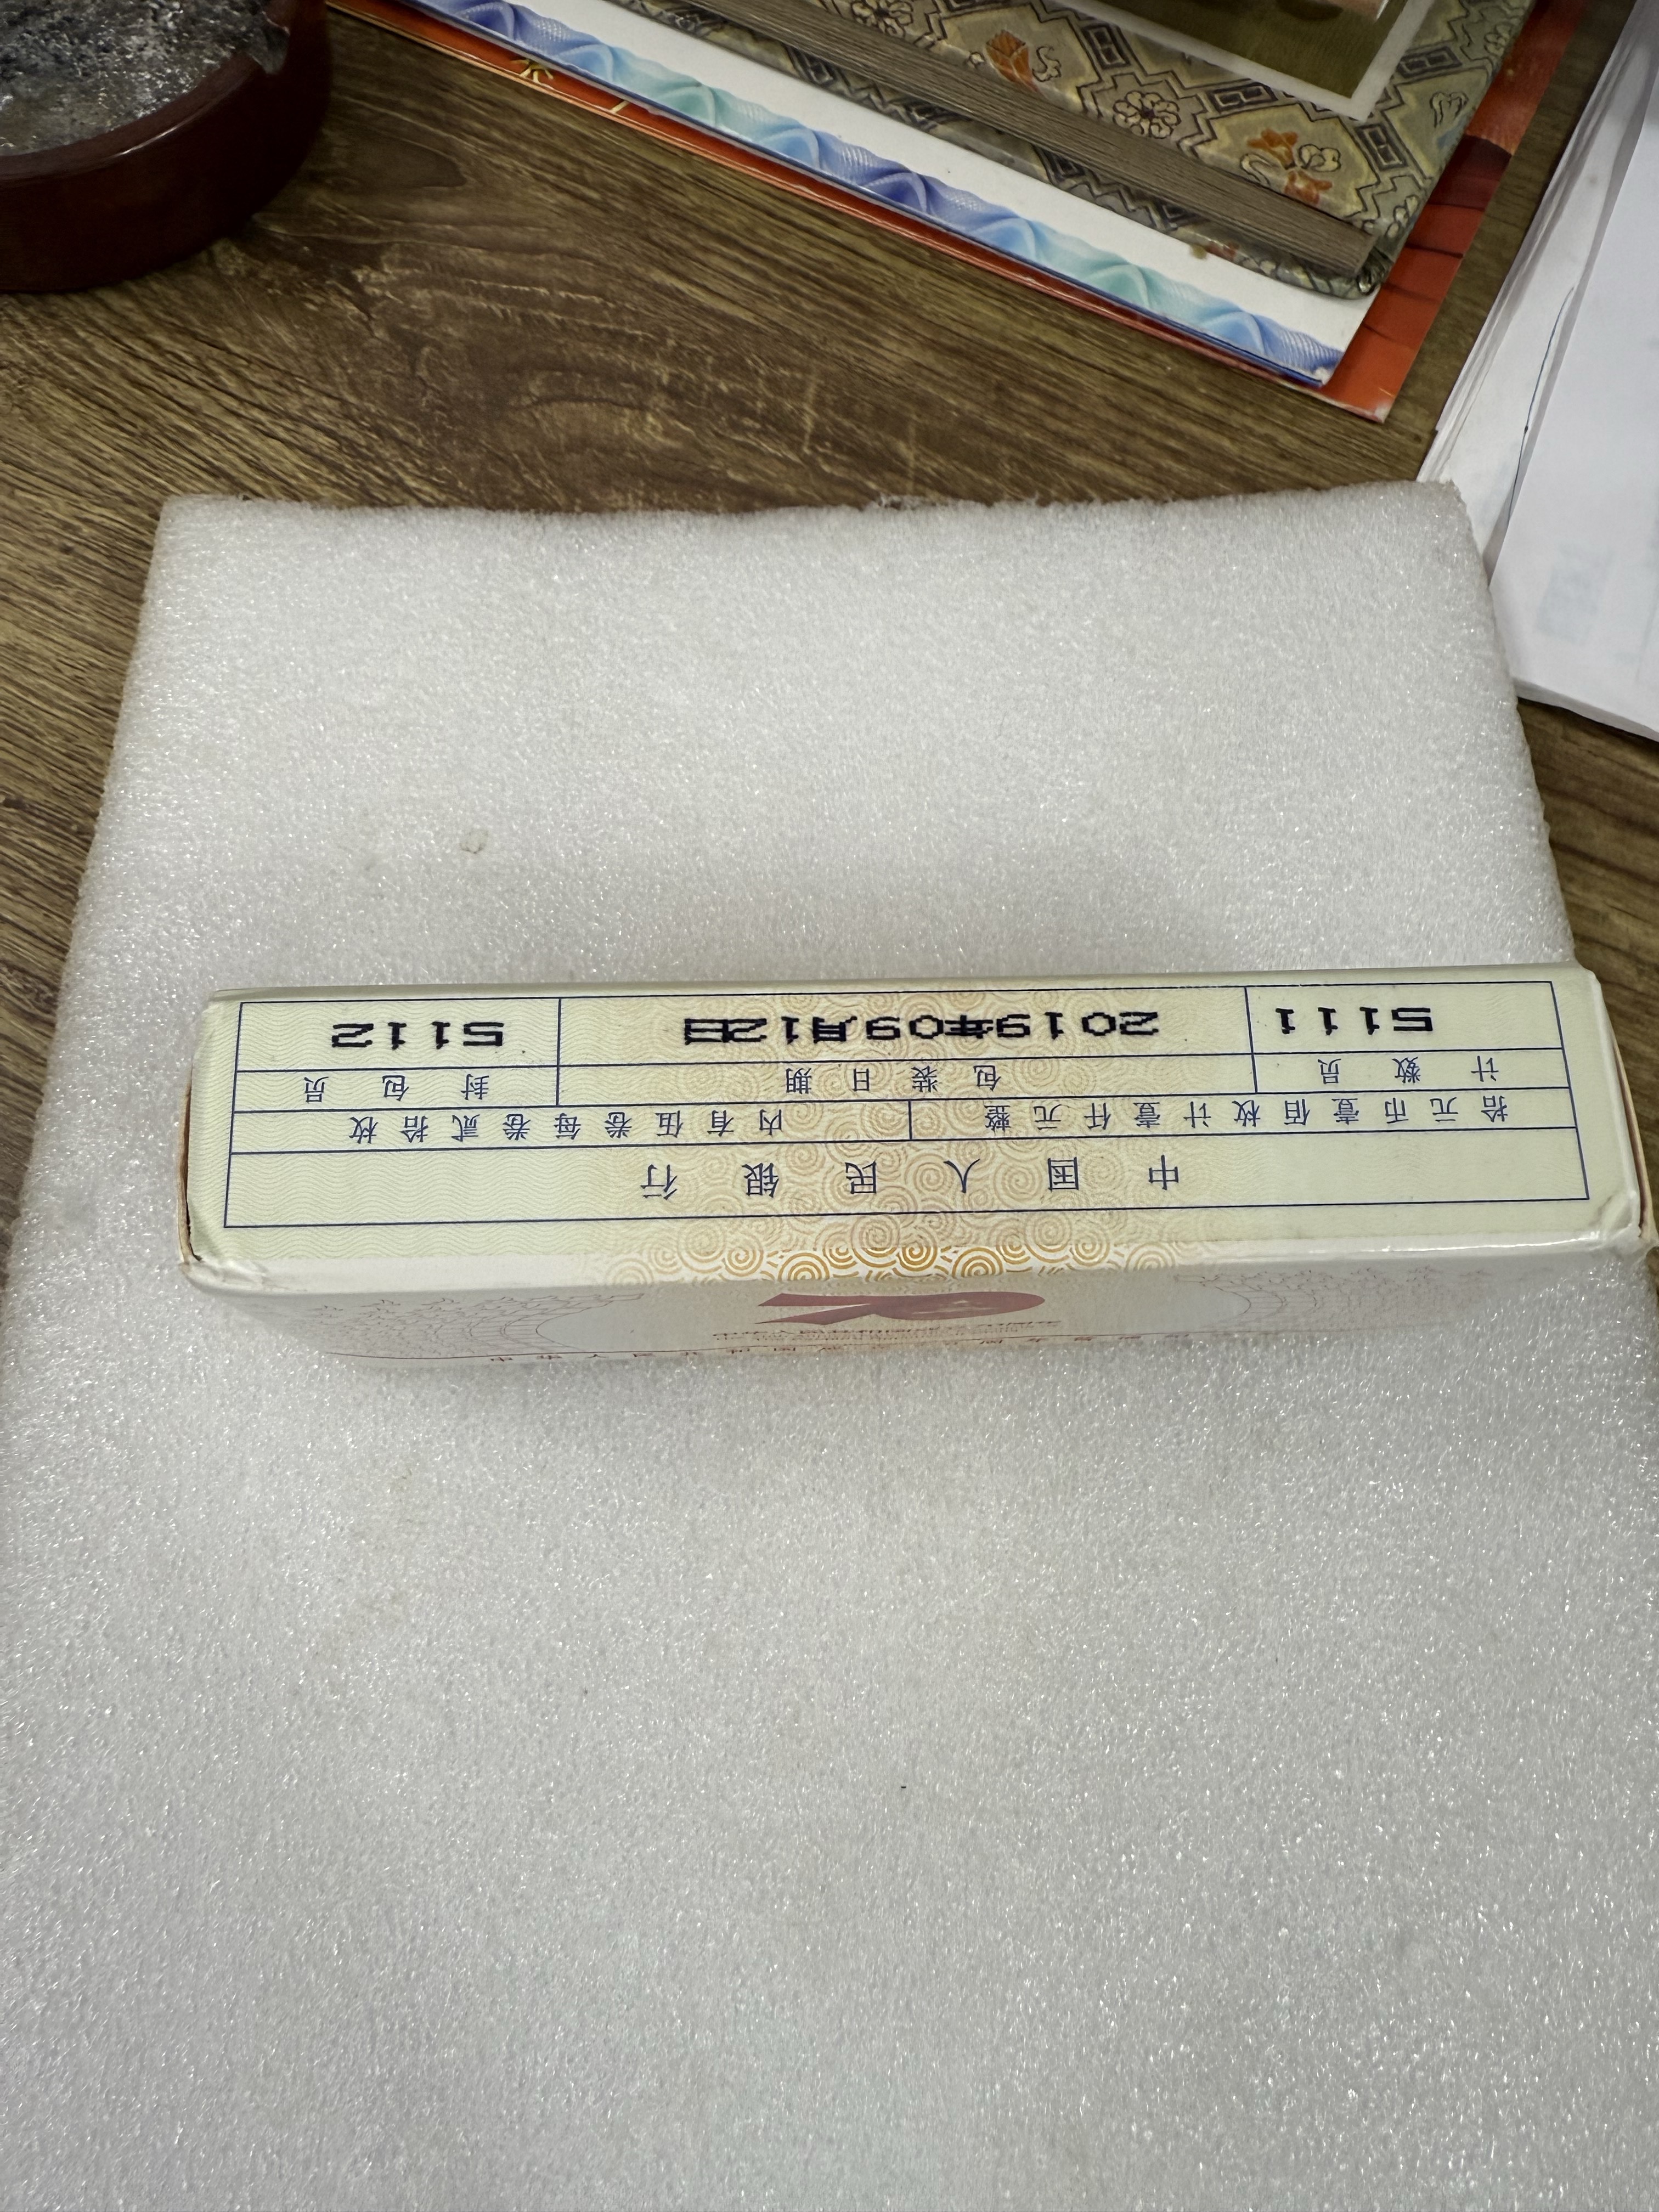 中国人民银行
拾元币壹佰枚计壹仟元整 内有伍卷每卷贰拾枚
计数员 包装日期 封包员
5111 2019年09月12日 5112
70